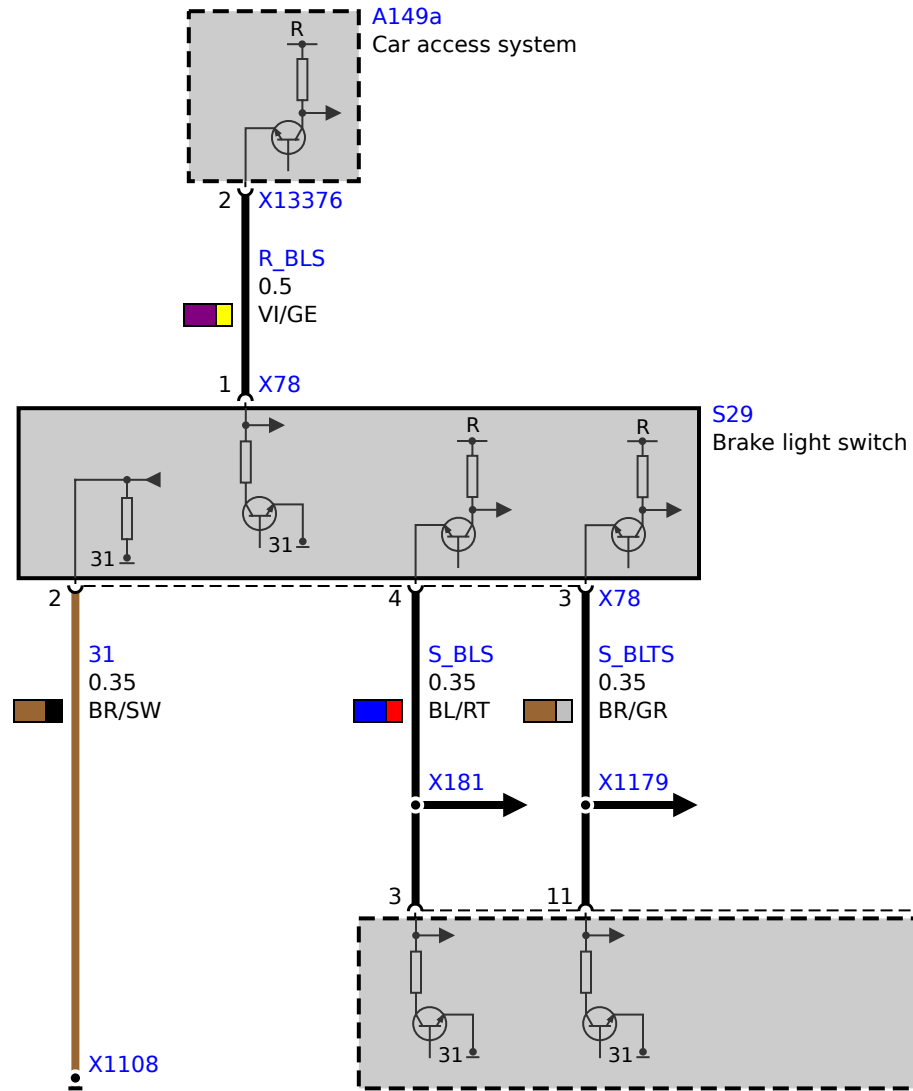 A149a
Car access system
R
2 X13376
R_BLS
0.5
VI/GE
1 X78
S29
Brake light switch
R
R
31
31
2
4
3 X78
31
0.35
BR/SW
S_BLS
0.35
BL/RT
S_BLTS
0.35
BR/GR
X181
X1179
3
11
31
31
X1108